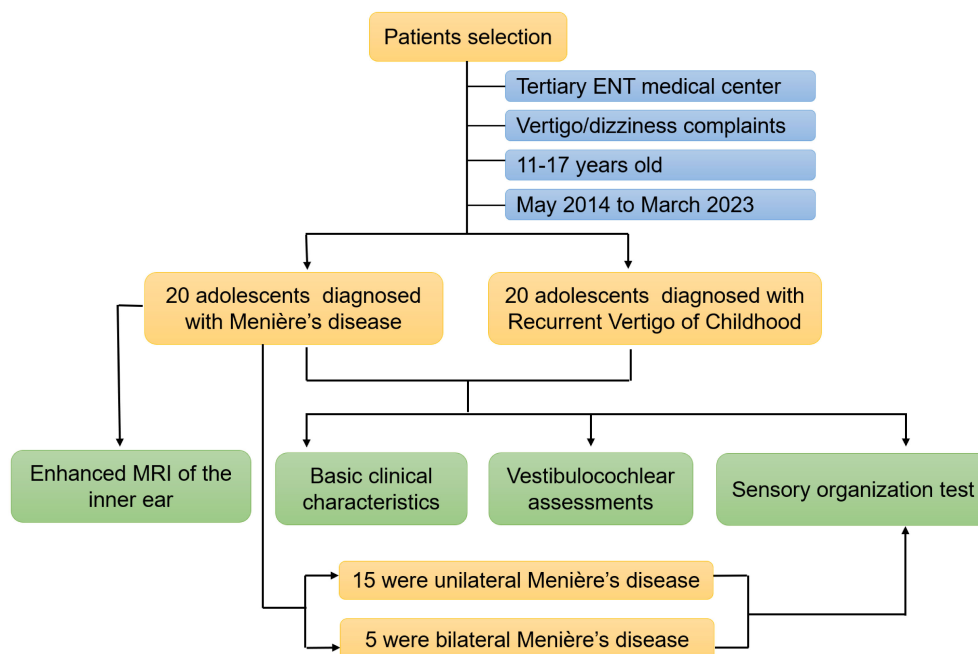 Patients selection
Tertiary ENT medical center
Vertigo/dizziness complaints
11-17 years old
May 2014 to March 2023
20 adolescents diagnosed
with Menière’s disease
20 adolescents diagnosed with
Recurrent Vertigo of Childhood
Enhanced MRI of the
inner ear
Basic clinical
characteristics
Vestibulocochlear
assessments
Sensory organization test
15 were unilateral Menière’s disease
5 were bilateral Menière’s disease